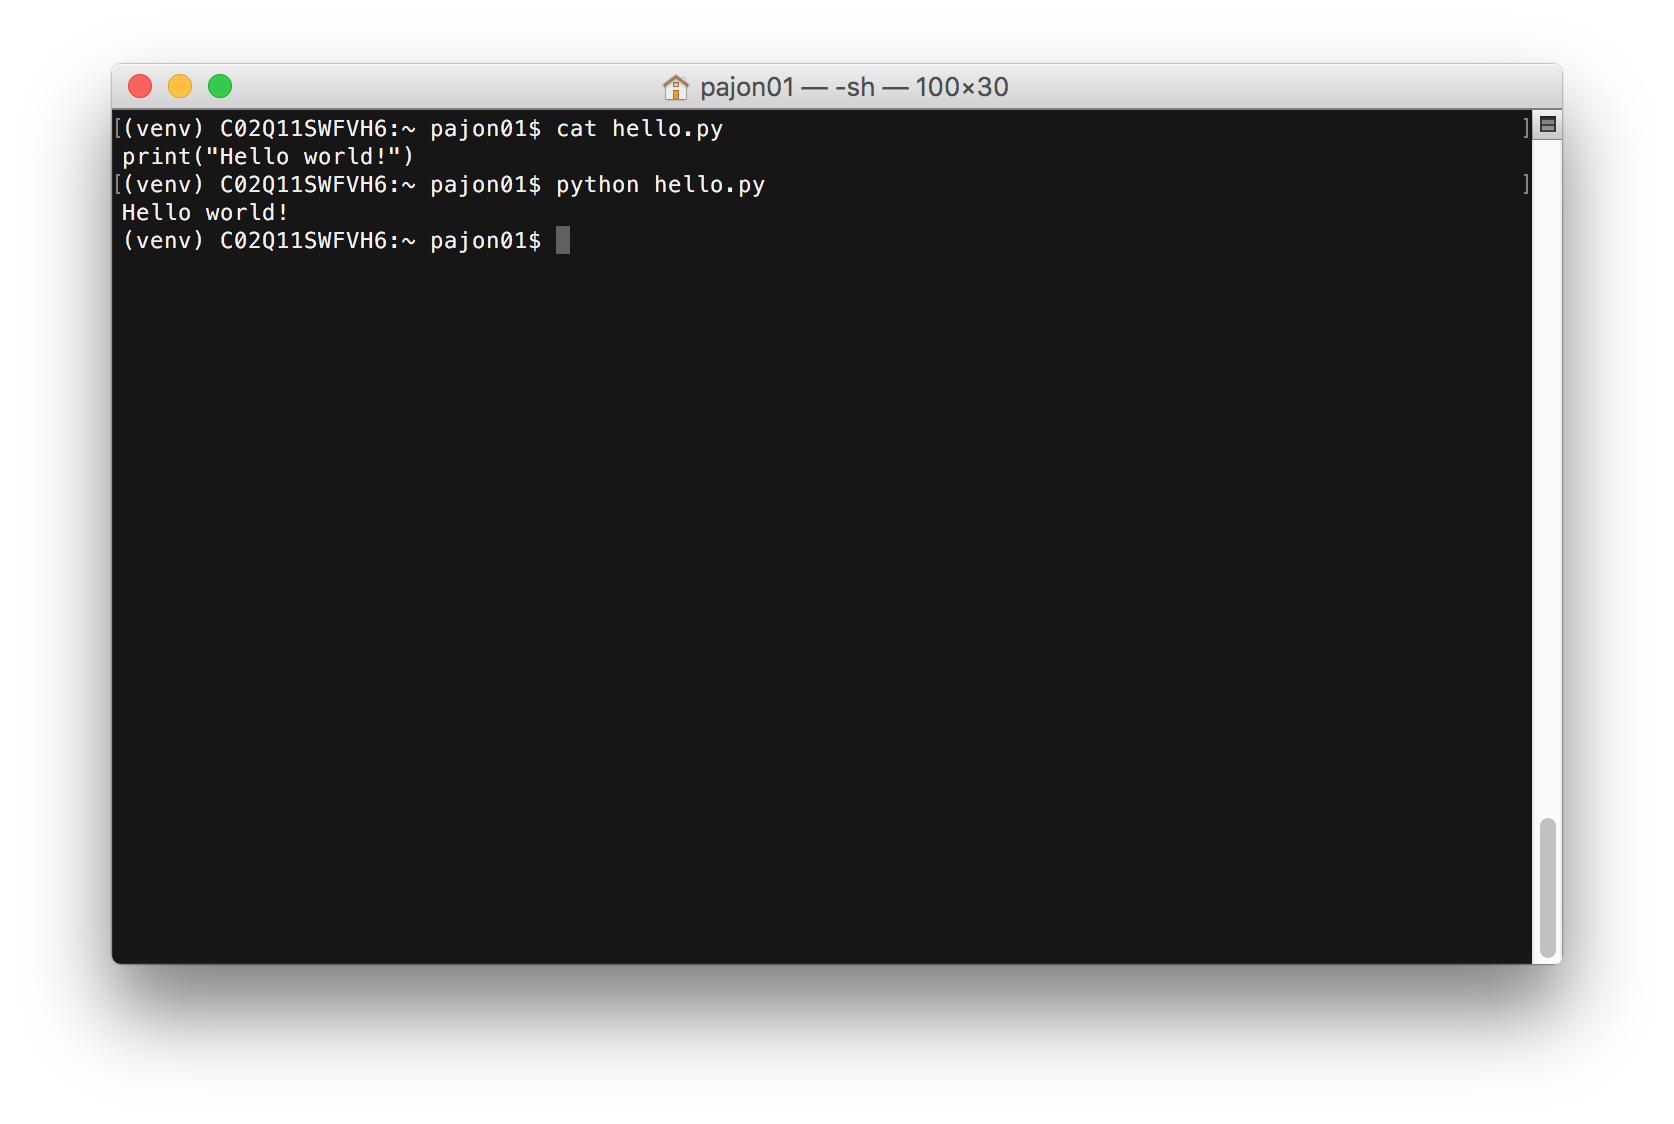 pajon01 — -sh — 100×30
[(venv) C02Q11SWFVH6:~ pajon01$ cat hello.py ]
print("Hello world!")
[(venv) C02Q11SWFVH6:~ pajon01$ python hello.py ]
Hello world!
(venv) C02Q11SWFVH6:~ pajon01$